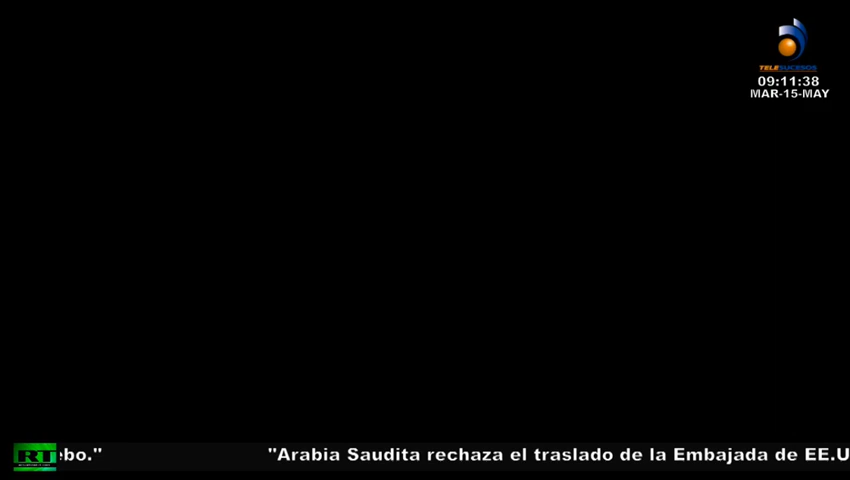 TELESUCESOS
09:11:38
MAR-15-MAY
RT
ebo."
"Arabia Saudita rechaza el traslado de la Embajada de EE.U